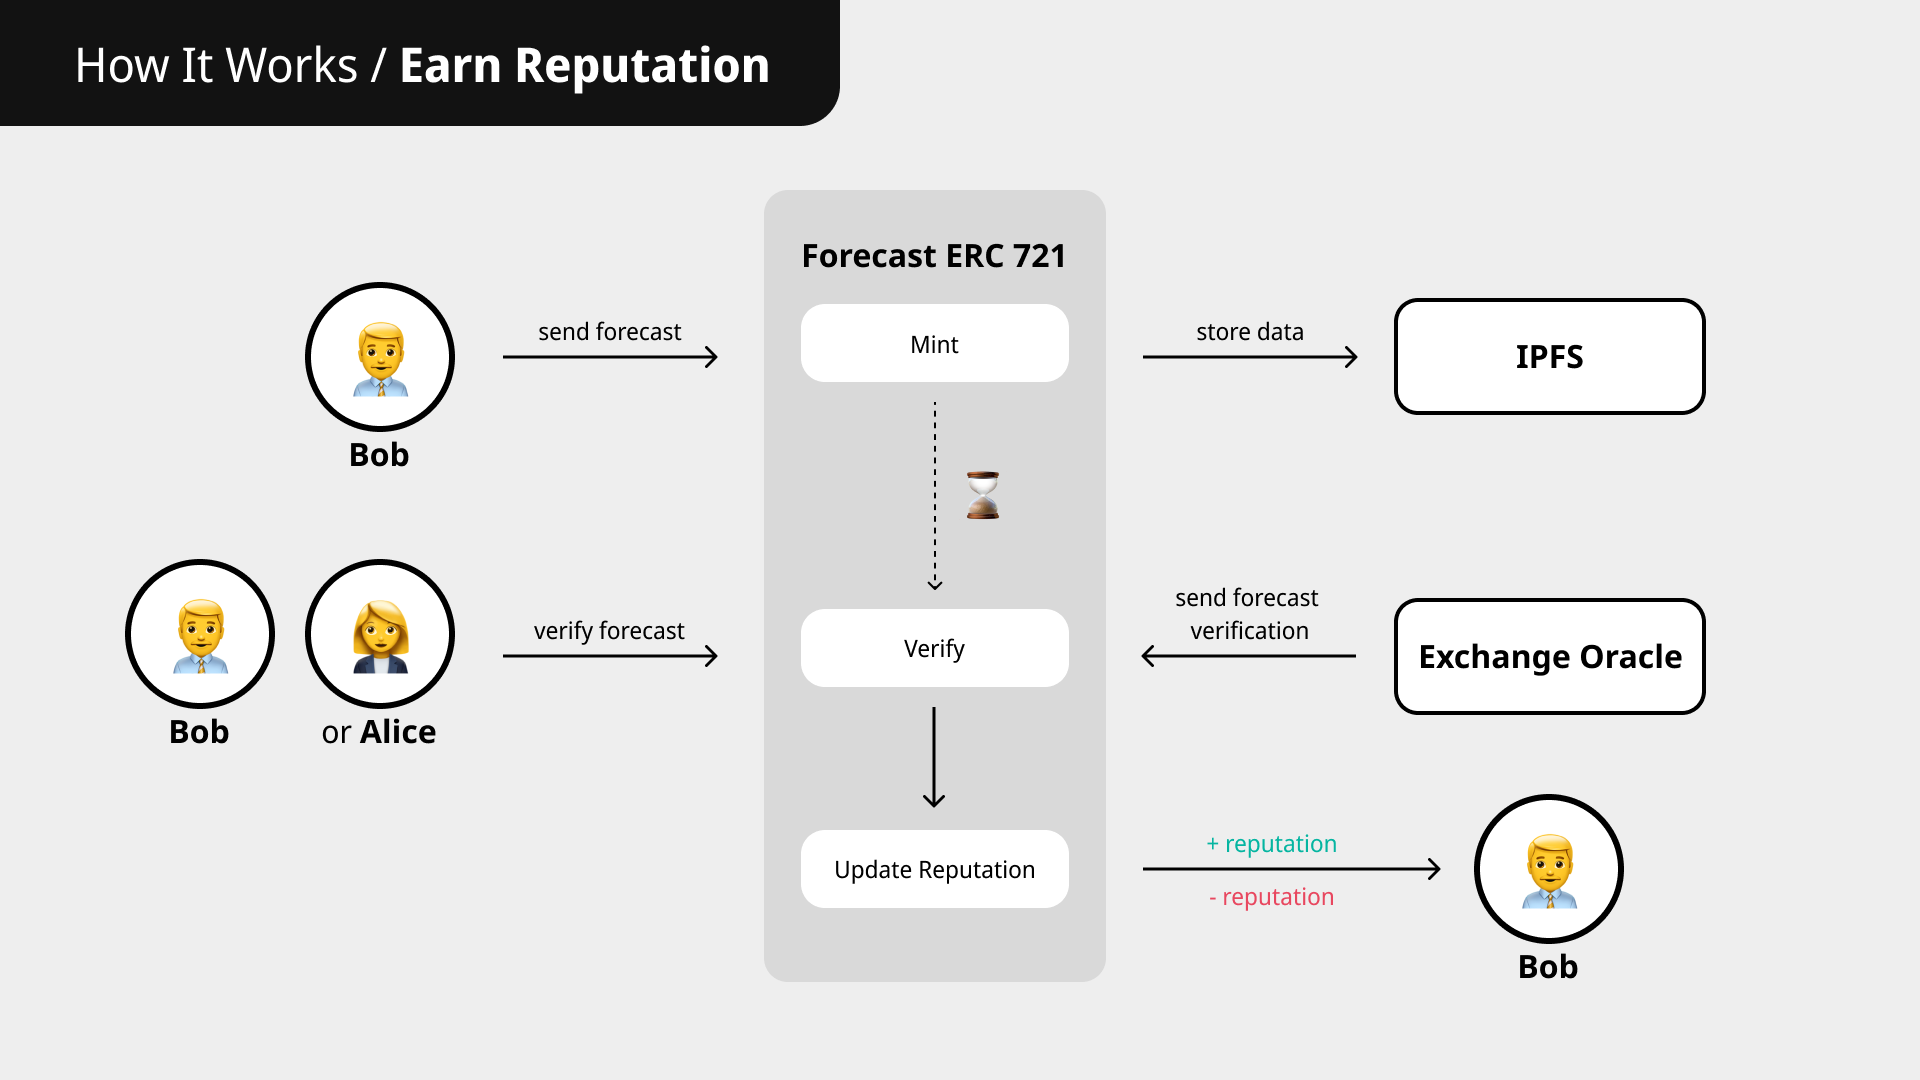 How It Works / Earn Reputation
Forecast ERC 721
send forecast
Mint
store data
IPFS
Bob
verify forecast
Verify
send forecast
verification
Exchange Oracle
Bob
or Alice
Update Reputation
+ reputation
- reputation
Bob